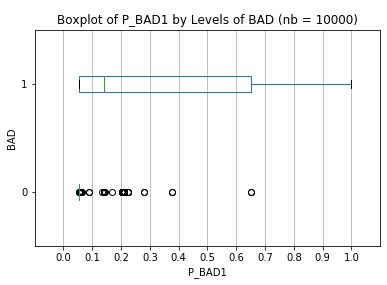 Boxplot of P_BAD1 by Levels of BAD (nb = 10000)
1
BAD
0
0.0 0.1 0.2 0.3 0.4 0.5 0.6 0.7 0.8 0.9 1.0
P_BAD1